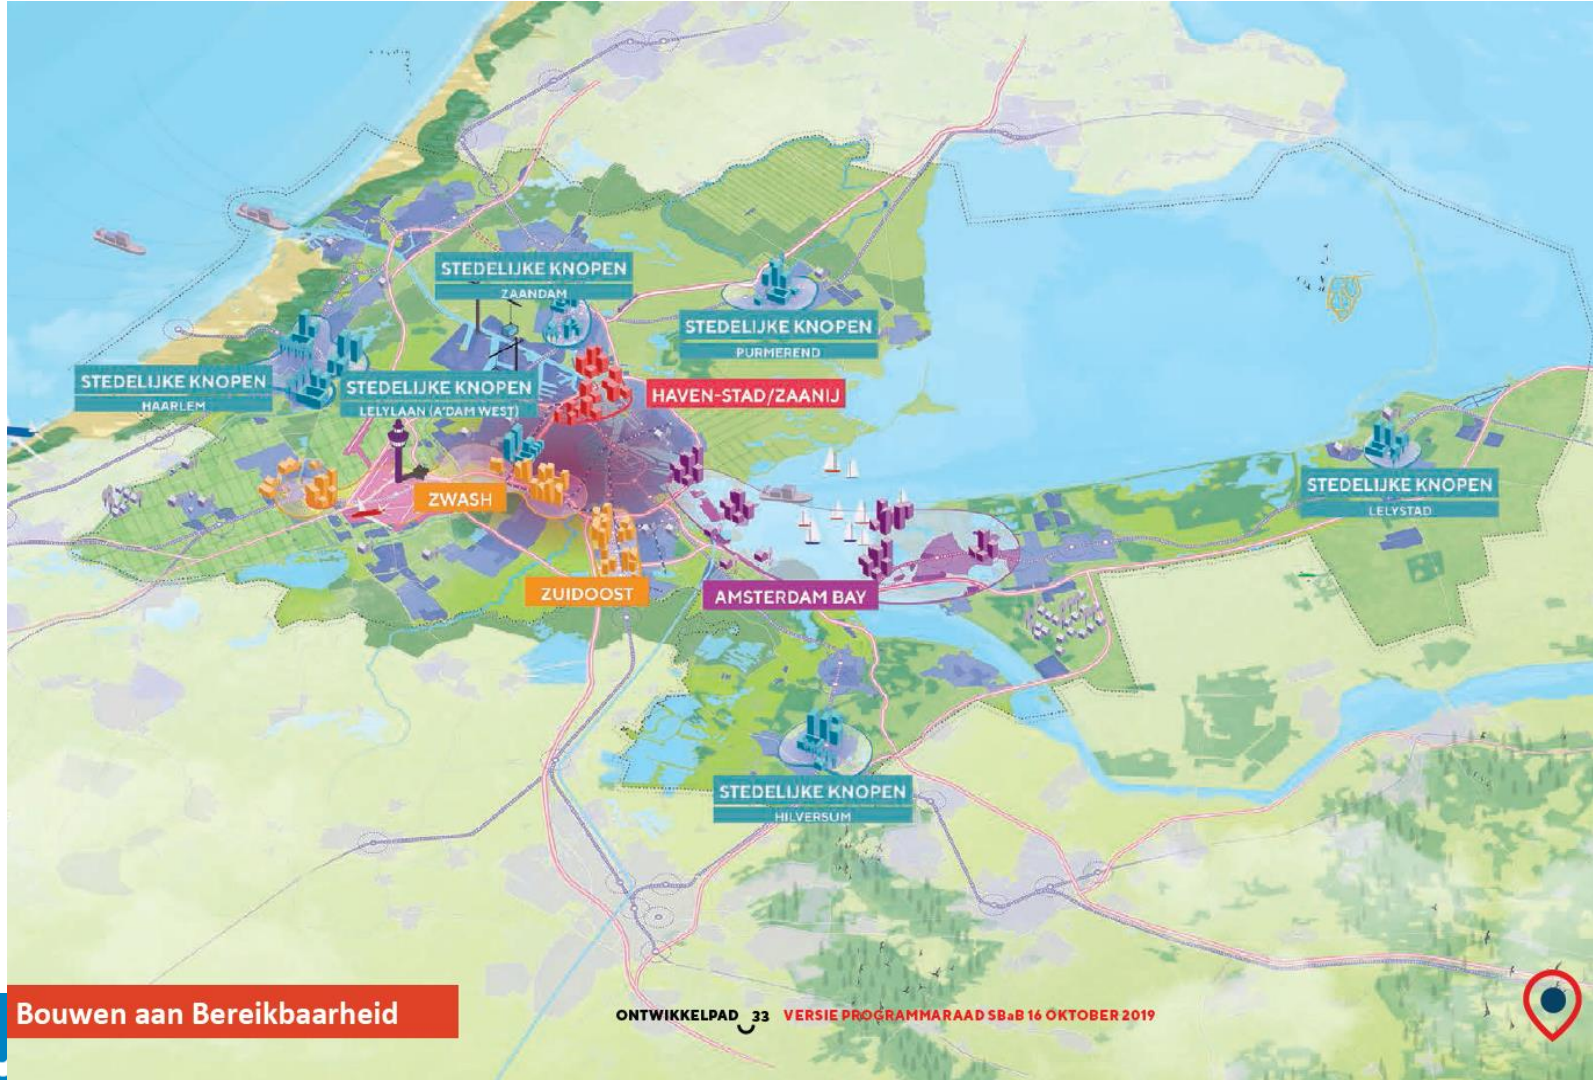 STEDELIJKE KNOPEN
ZAANDAM
STEDELIJKE KNOPEN
PURMEREND
STEDELIJKE KNOPEN
HAARLEM
STEDELIJKE KNOPEN
LELYLAAN (A'DAM WEST)
HAVEN-STAD/ZAANIJ
ZWASH
STEDELIJKE KNOPEN
LELYSTAD
ZUIDOOST
AMSTERDAM BAY
STEDELIJKE KNOPEN
HILVERSUM
Bouwen aan Bereikbaarheid
ONTWIKKELPAD 33 VERSIE PROGRAMMARAAD SBaB 16 OKTOBER 2019